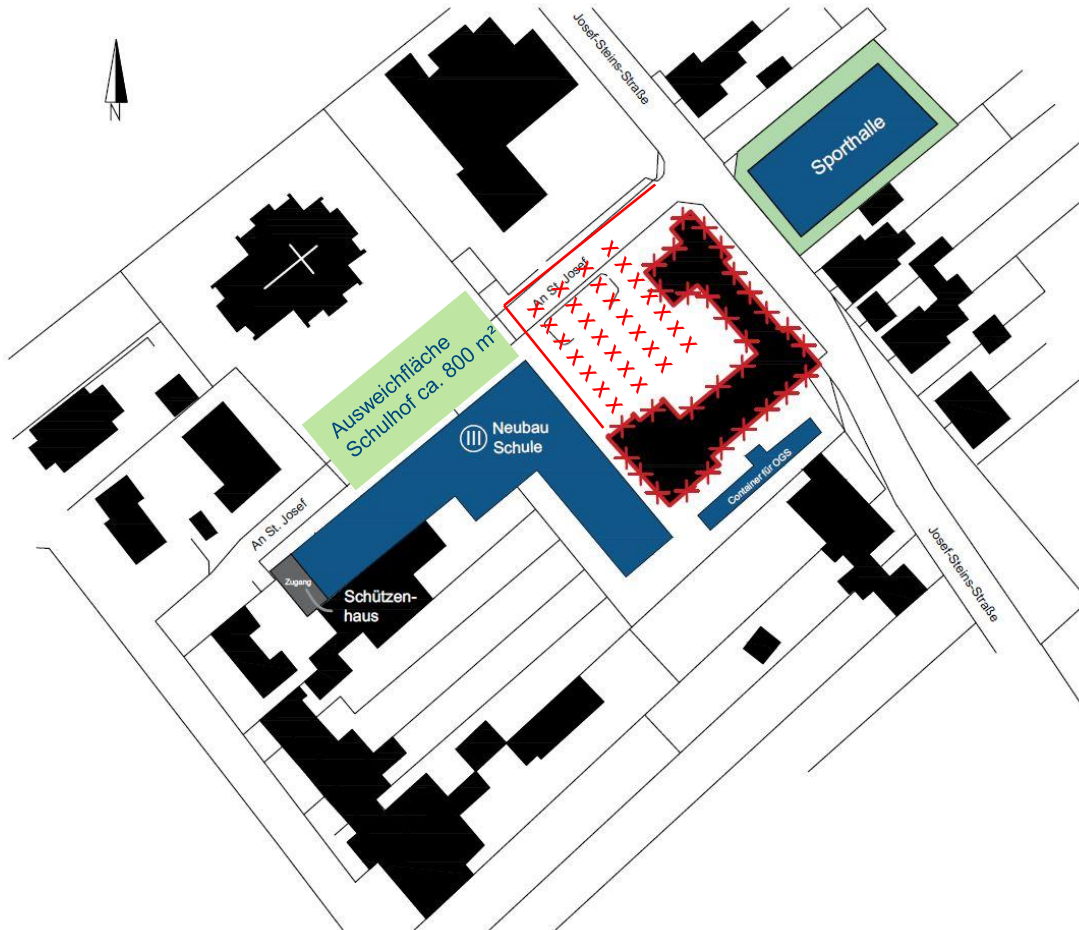 Josef-Steins-Straße
N
Sporthalle
An St. Josef
Ausweichfläche
Schulhof ca. 800 m²
III
Neubau
Schule
Container für OGS
An St. Josef
Zugang
Schützen-
haus
Josef-Steins-Straße